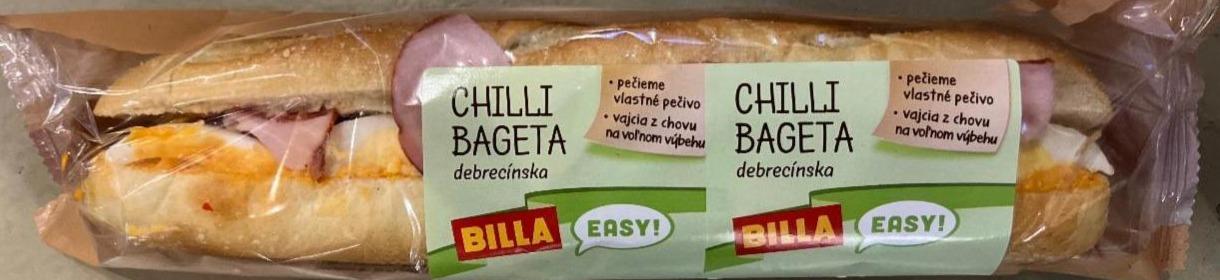 CHILLI
BAGETA
debrecínska
• pečieme
vlastné pečivo
• vajcia z chovu
na voľnom výbehu
BILLA
EASY!
CHILLI
BAGETA
debrecínska
• pečieme
vlastné pečivo
• vajcia z chovu
na voľnom výbehu
BILLA
EASY!